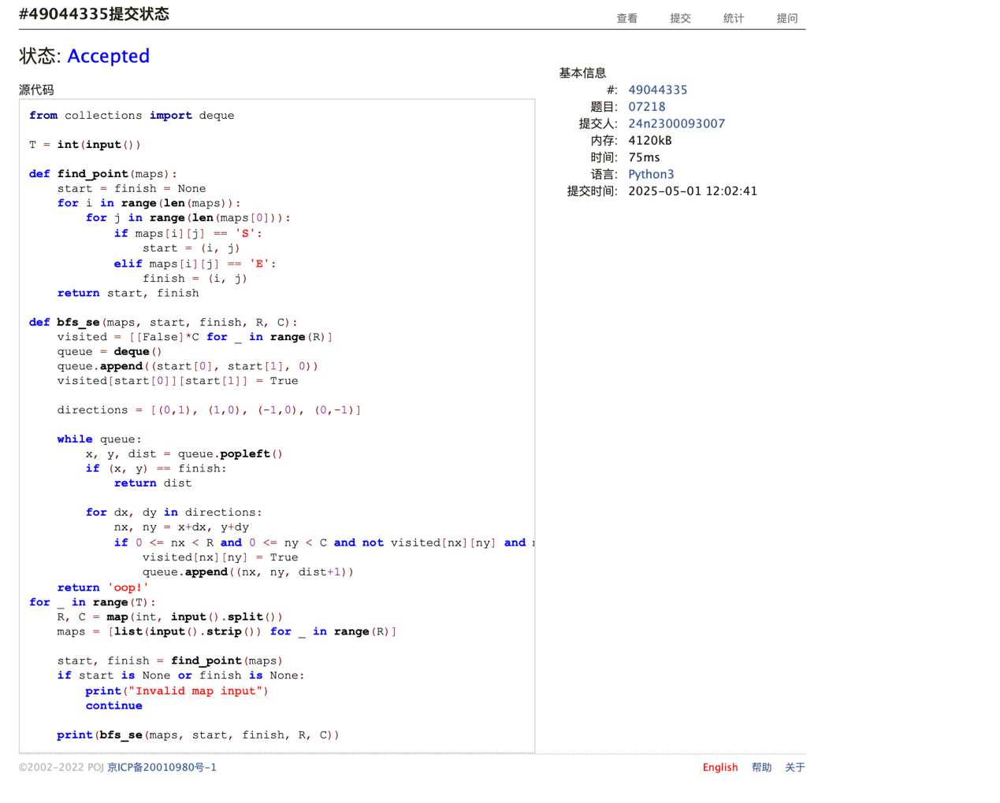 #49044335提交状态
查看 提交 统计 提问
状态: Accepted
源代码
from collections import deque
T = int(input())
def find_point(maps):
    start = finish = None
    for i in range(len(maps)):
        for j in range(len(maps[0])):
            if maps[i][j] == 'S':
                start = (i, j)
            elif maps[i][j] == 'E':
                finish = (i, j)
    return start, finish
def bfs_se(maps, start, finish, R, C):
    visited = [[False]*C for _ in range(R)]
    queue = deque()
    queue.append((start[0], start[1], 0))
    visited[start[0]][start[1]] = True
    directions = [(0,1), (1,0), (-1,0), (0,-1)]
    while queue:
        x, y, dist = queue.popleft()
        if (x, y) == finish:
            return dist
        for dx, dy in directions:
            nx, ny = x+dx, y+dy
            if 0 <= nx < R and 0 <= ny < C and not visited[nx][ny] and
                visited[nx][ny] = True
                queue.append((nx, ny, dist+1))
    return 'oop!'
for _ in range(T):
    R, C = map(int, input().split())
    maps = [list(input().strip()) for _ in range(R)]
    start, finish = find_point(maps)
    if start is None or finish is None:
        print("Invalid map input")
        continue
    print(bfs_se(maps, start, finish, R, C))
基本信息
#: 49044335
题目: 07218
提交人: 24n2300093007
内存: 4120kB
时间: 75ms
语言: Python3
提交时间: 2025-05-01 12:02:41
©2002-2022 POJ 京ICP备20010980号-1
English 帮助 关于